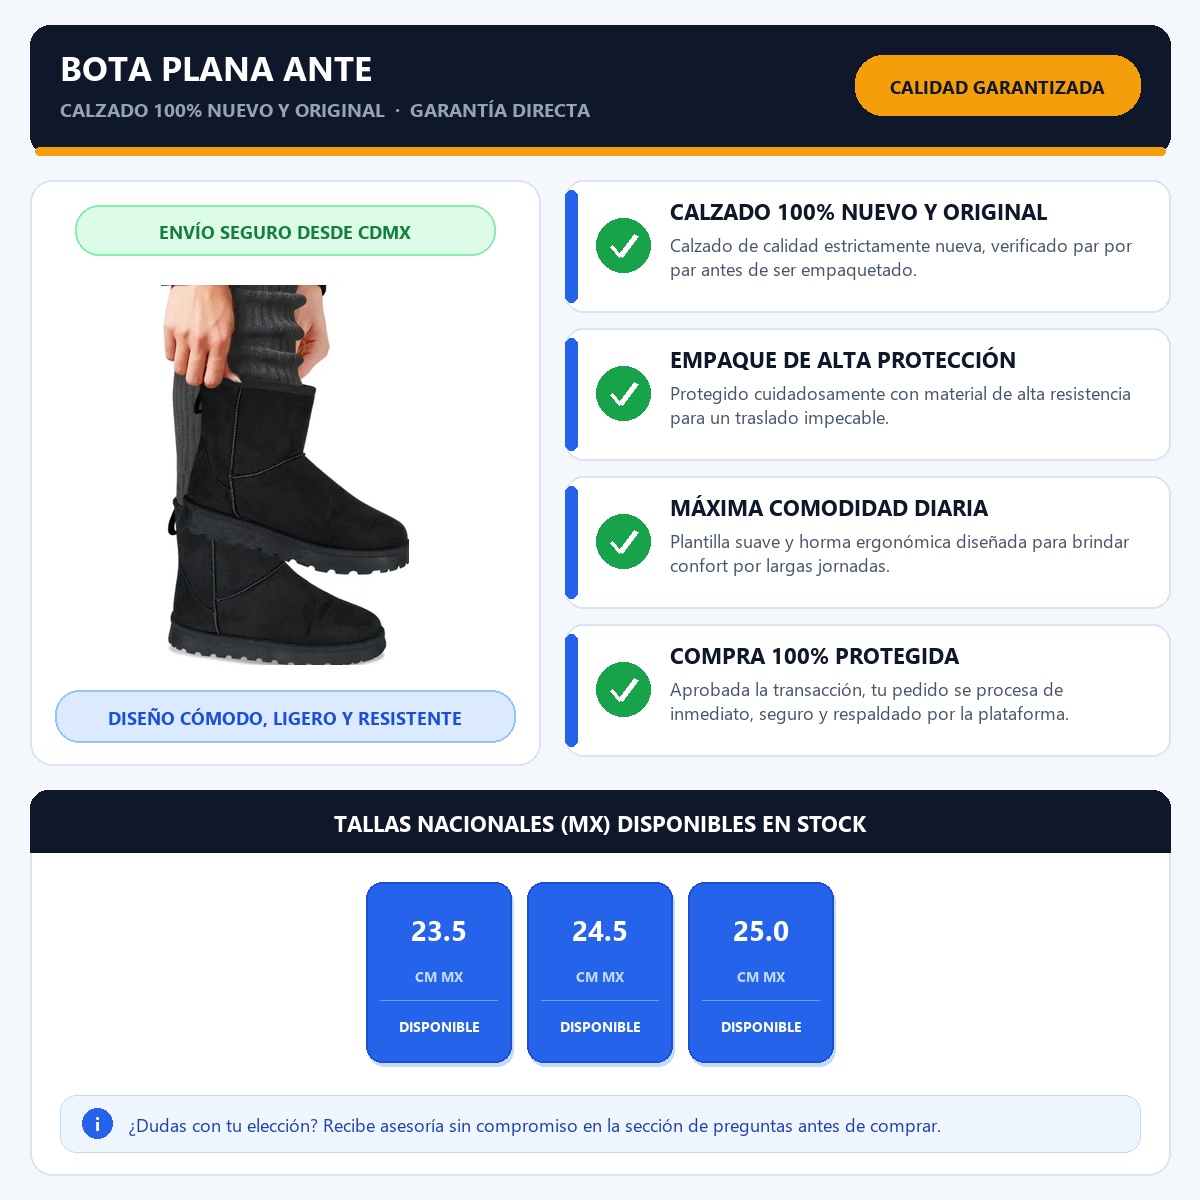 BOTA PLANA ANTE
CALZADO 100% NUEVO Y ORIGINAL · GARANTÍA DIRECTA
CALIDAD GARANTIZADA
ENVÍO SEGURO DESDE CDMX
DISEÑO CÓMODO, LIGERO Y RESISTENTE
CALZADO 100% NUEVO Y ORIGINAL
Calzado de calidad estrictamente nueva, verificado par por
par antes de ser empaquetado.
EMPAQUE DE ALTA PROTECCIÓN
Protegido cuidadosamente con material de alta resistencia
para un traslado impecable.
MÁXIMA COMODIDAD DIARIA
Plantilla suave y horma ergonómica diseñada para brindar
confort por largas jornadas.
COMPRA 100% PROTEGIDA
Aprobada la transacción, tu pedido se procesa de
inmediato, seguro y respaldado por la plataforma.
TALLAS NACIONALES (MX) DISPONIBLES EN STOCK
23.5
CM MX
DISPONIBLE
24.5
CM MX
DISPONIBLE
25.0
CM MX
DISPONIBLE
¿Dudas con tu elección? Recibe asesoría sin compromiso en la sección de preguntas antes de comprar.